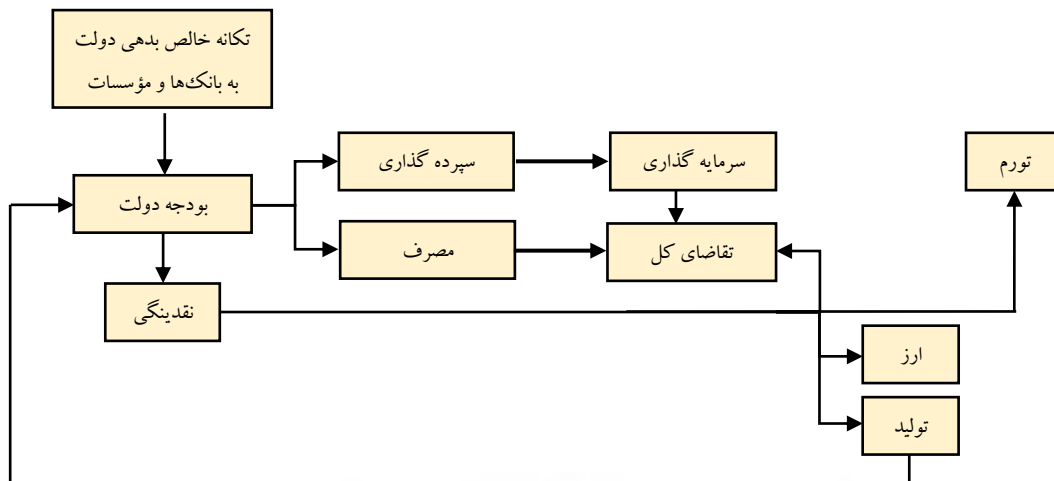 تکانه خالص بدهی دولت
به بانک‌ها و مؤسسات
سپرده گذاری
سرمایه گذاری
تورم
بودجه دولت
مصرف
تقاضای کل
نقدینگی
ارز
تولید